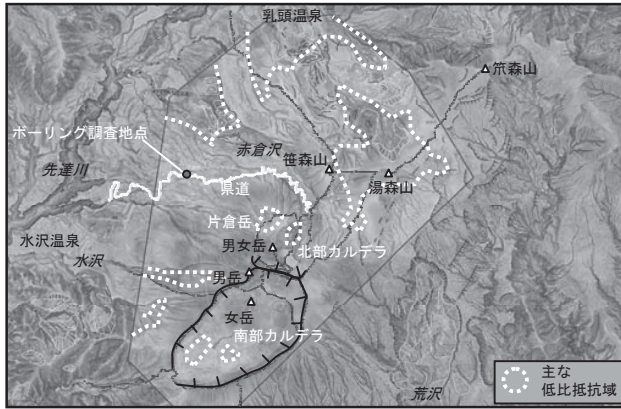 乳頭温泉
笊森山
ボーリング調査地点
赤倉沢
先達川
笹森山
湯森山
県道
片倉岳
水沢温泉
男女岳
北部カルデラ
水沢
男岳
女岳
南部カルデラ
荒沢
主な
低比抵抗域